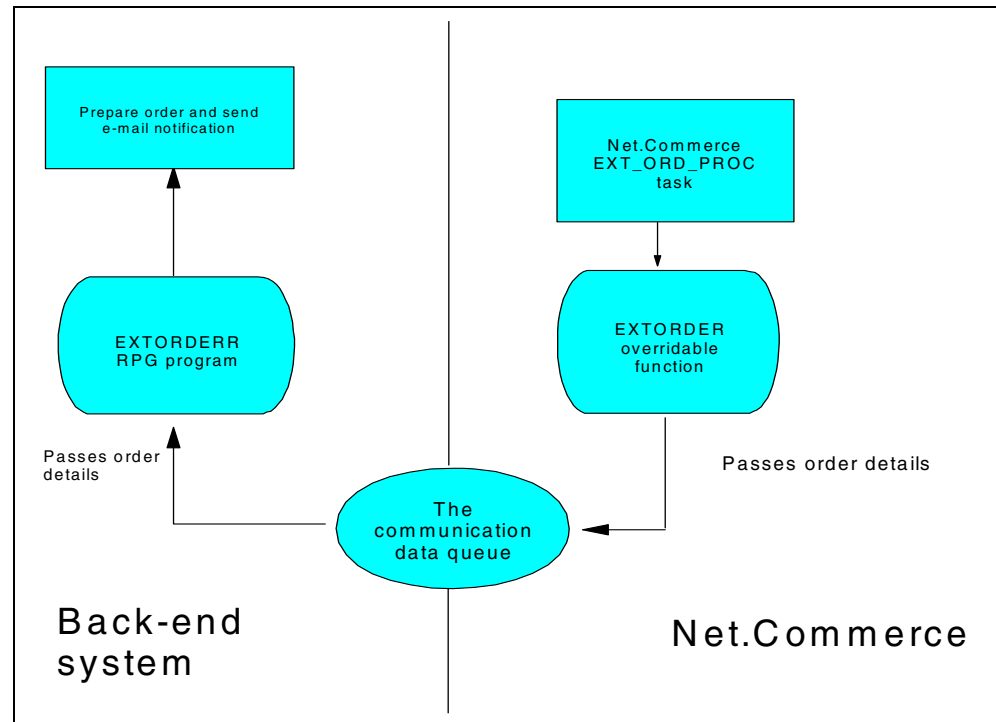 Prepare order and send
e-mail notification
Net.Commerce
EXT_ORD_PROC
task
EXTORDERR
RPG program
EXTORDER
overridable
function
Passes order
details
Passes order details
The
communication
data queue
Back-end
system
Net.Commerce